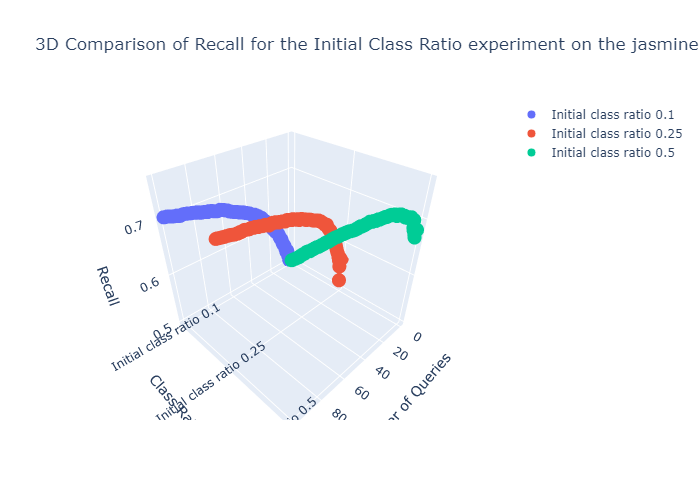 3D Comparison of Recall for the Initial Class Ratio experiment on the jasmine
Initial class ratio 0.1
Initial class ratio 0.25
Initial class ratio 0.5
0.7
0.6
0.5
Recall
Initial class ratio 0.1
Initial class ratio 0.25
0.5
0
20
40
60
80
of Queries